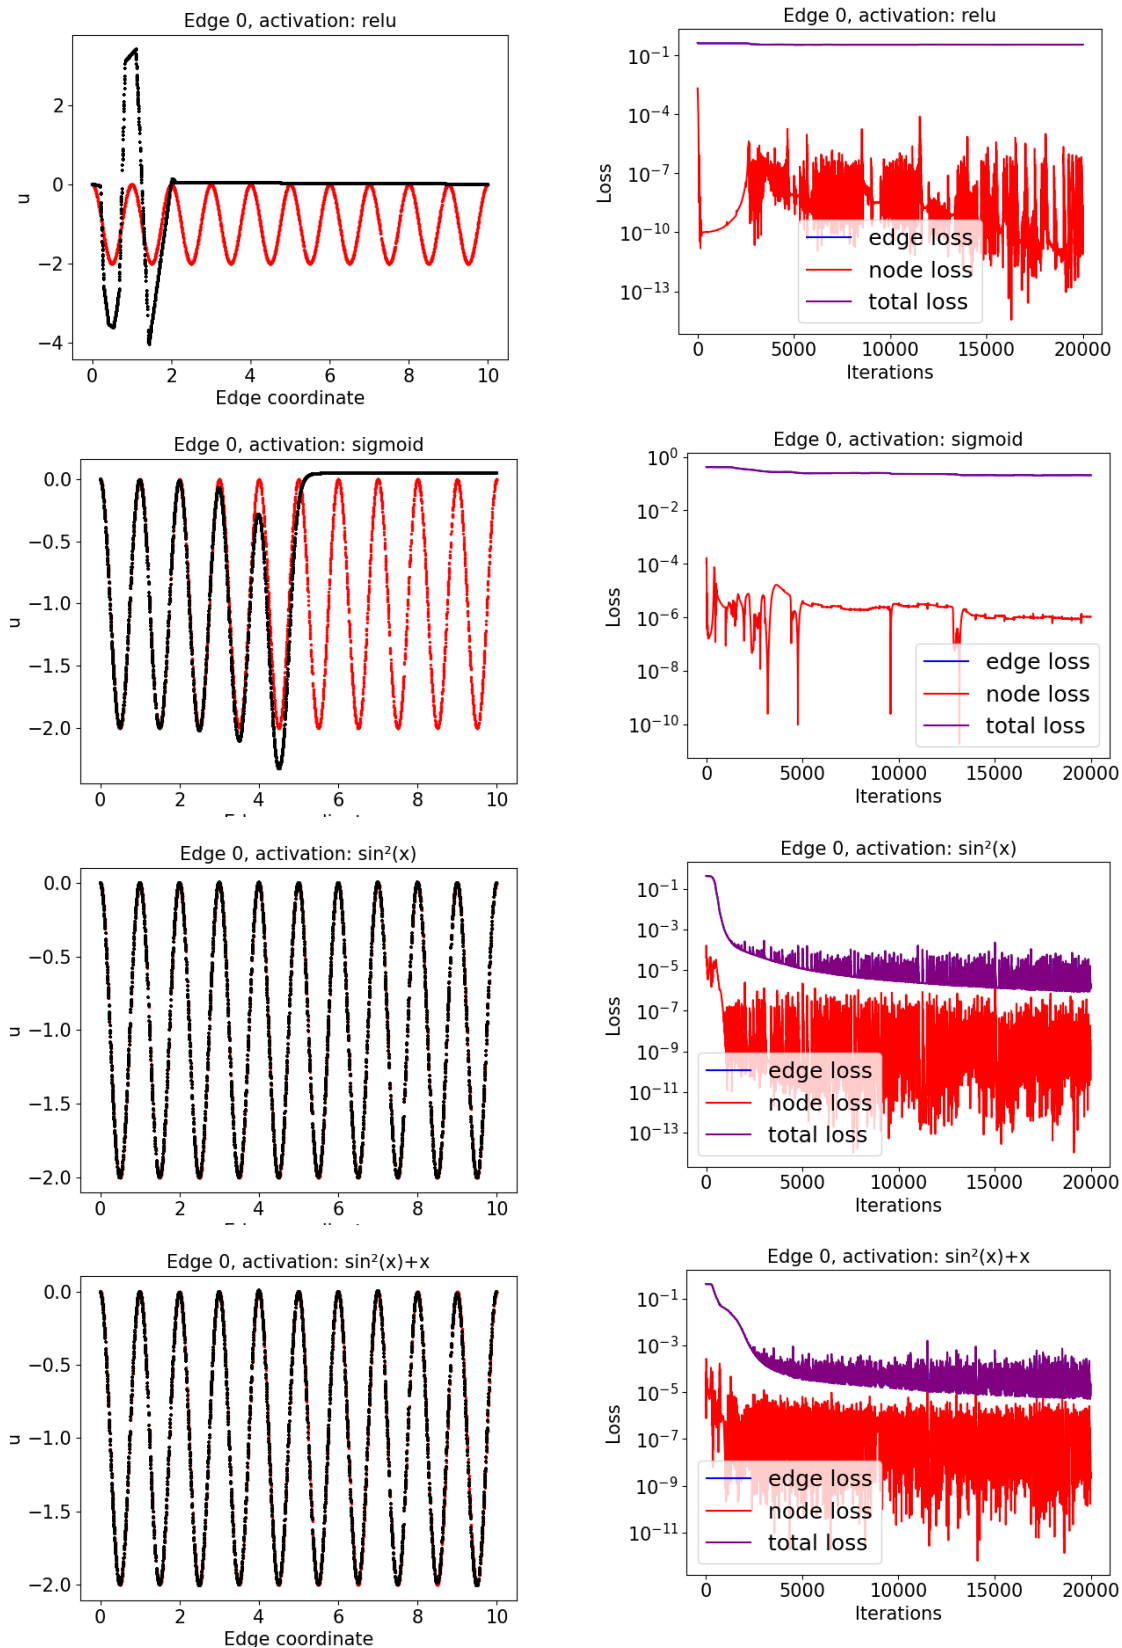 Edge 0, activation: relu
u
2
0
−2
−4
0 2 4 6 8 10
Edge coordinate
Edge 0, activation: relu
Loss
10⁻¹
10⁻⁴
10⁻⁷
10⁻¹⁰
10⁻¹³
edge loss
node loss
total loss
0 5000 10000 15000 20000
Iterations
Edge 0, activation: sigmoid
u
0.0
−0.5
−1.0
−1.5
−2.0
0 2 4 6 8 10
Edge coordinate
Edge 0, activation: sigmoid
Loss
10⁰
10⁻²
10⁻⁴
10⁻⁶
10⁻⁸
10⁻¹⁰
edge loss
node loss
total loss
0 5000 10000 15000 20000
Iterations
Edge 0, activation: sin²(x)
u
0.0
−0.5
−1.0
−1.5
−2.0
0 2 4 6 8 10
Edge coordinate
Edge 0, activation: sin²(x)
Loss
10⁻¹
10⁻³
10⁻⁵
10⁻⁷
10⁻⁹
10⁻¹¹
10⁻¹³
edge loss
node loss
total loss
0 5000 10000 15000 20000
Iterations
Edge 0, activation: sin²(x)+x
u
0.0
−0.5
−1.0
−1.5
−2.0
0 2 4 6 8 10
Edge coordinate
Edge 0, activation: sin²(x)+x
Loss
10⁻¹
10⁻³
10⁻⁵
10⁻⁷
10⁻⁹
10⁻¹¹
edge loss
node loss
total loss
0 5000 10000 15000 20000
Iterations